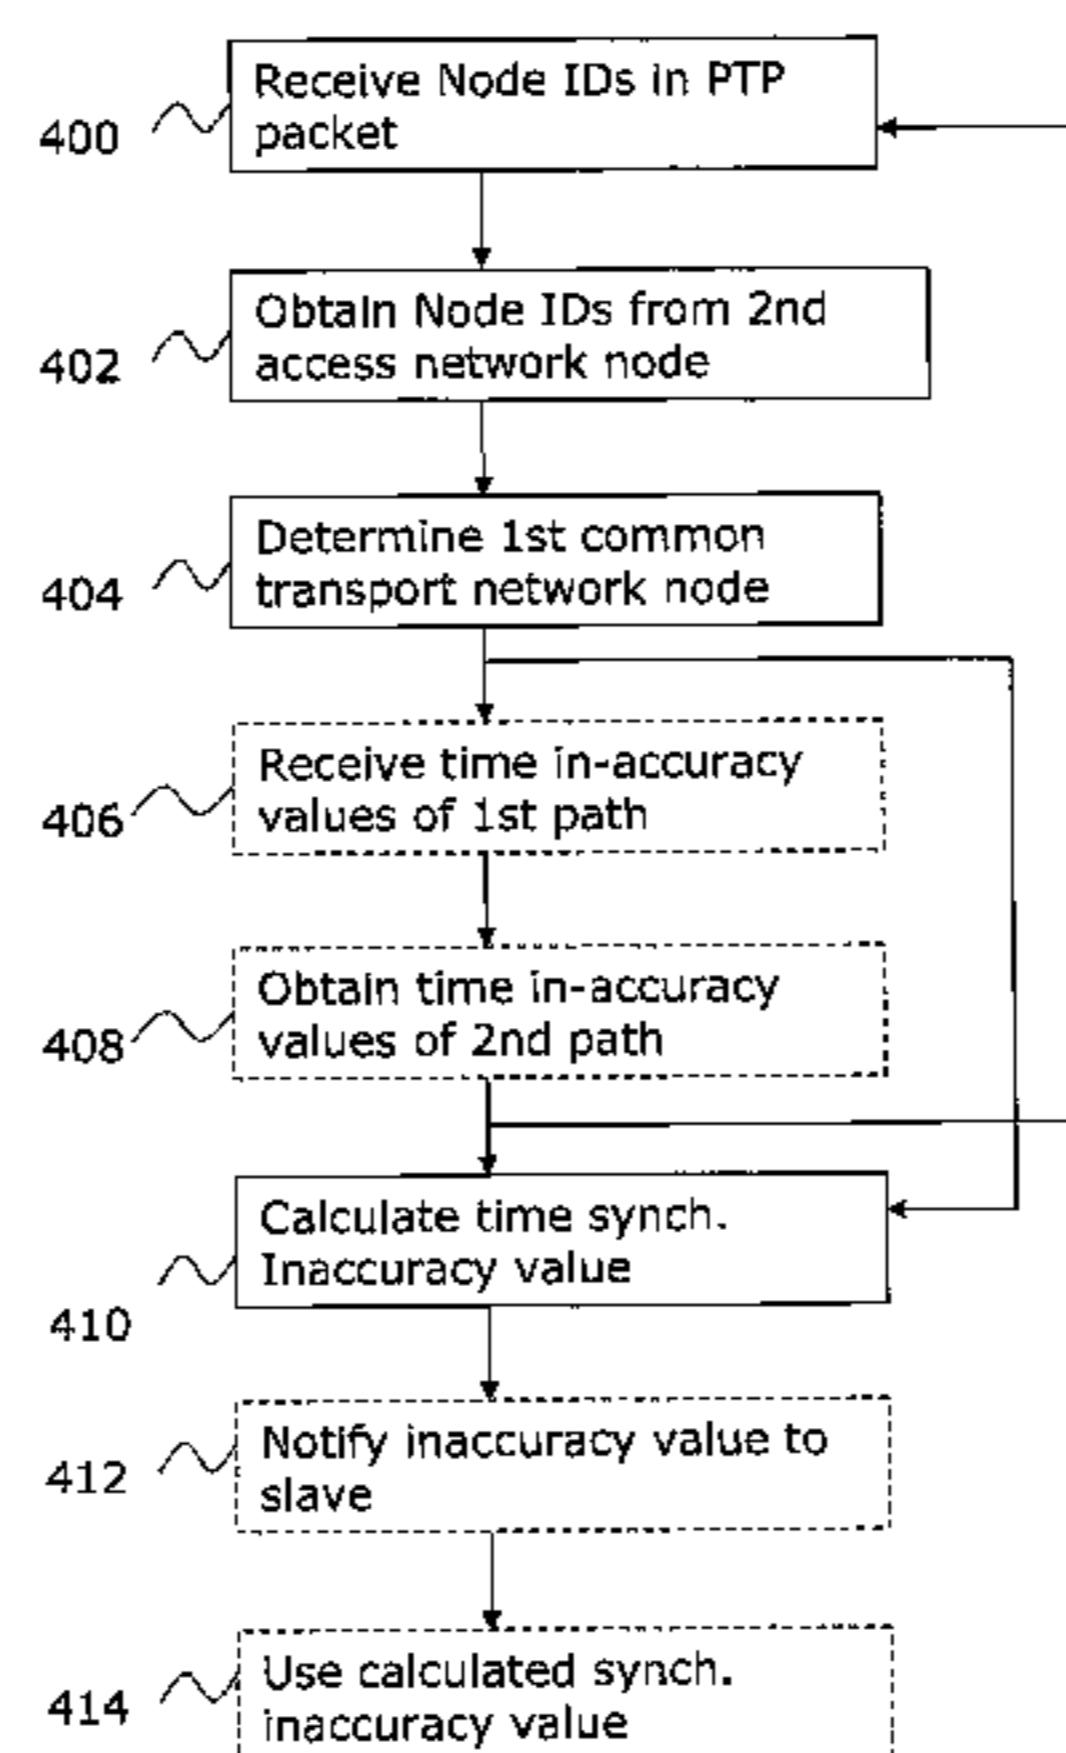 Receive Node IDs in PTP
packet
400
Obtain Node IDs from 2nd
access network node
402
Determine 1st common
transport network node
404
Receive time in-accuracy
values of 1st path
406
Obtain time in-accuracy
values of 2nd path
408
Calculate time synch.
Inaccuracy value
410
Notify inaccuracy value to
slave
412
Use calculated synch.
inaccuracy value
414